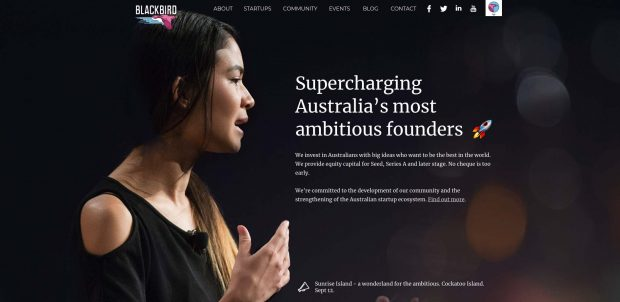 BLACKBIRD
ABOUT STARTUPS COMMUNITY EVENTS BLOG CONTACT
Supercharging
Australia's most
ambitious founders 🚀
We invest in Australians with big ideas who want to be the best in the world.
We provide equity capital for Seed, Series A and later stage. No cheque is too
early.
We're committed to the development of our community and the
strengthening of the Australian startup ecosystem. Find out more.
Sunrise Island - a wonderland for the ambitious. Cockatoo Island.
Sept 12.